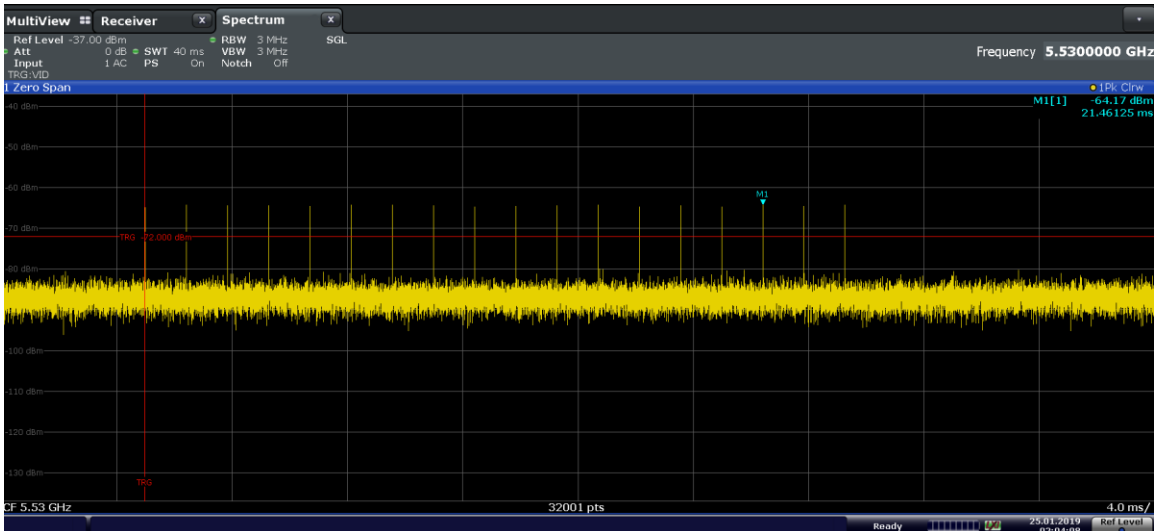 MultiView Receiver X Spectrum X
Ref Level -37.00 dBm RBW 3 MHz SGL
Att 0 dB SWT 40 ms VBW 3 MHz
Input 1 AC PS On Notch Off
Frequency 5.5300000 GHz
TRG:VID
1 Zero Span 1Pk Clrw
M1[1] -64.17 dBm
21.46125 ms
-40 dBm
-50 dBm
-60 dBm
M1
-70 dBm
TRG -72.000 dBm
-80 dBm
-100 dBm
-110 dBm
-120 dBm
-130 dBm
TRG
CF 5.53 GHz 32001 pts 4.0 ms/
Ready 25.01.2019 Ref Level
02:04:08